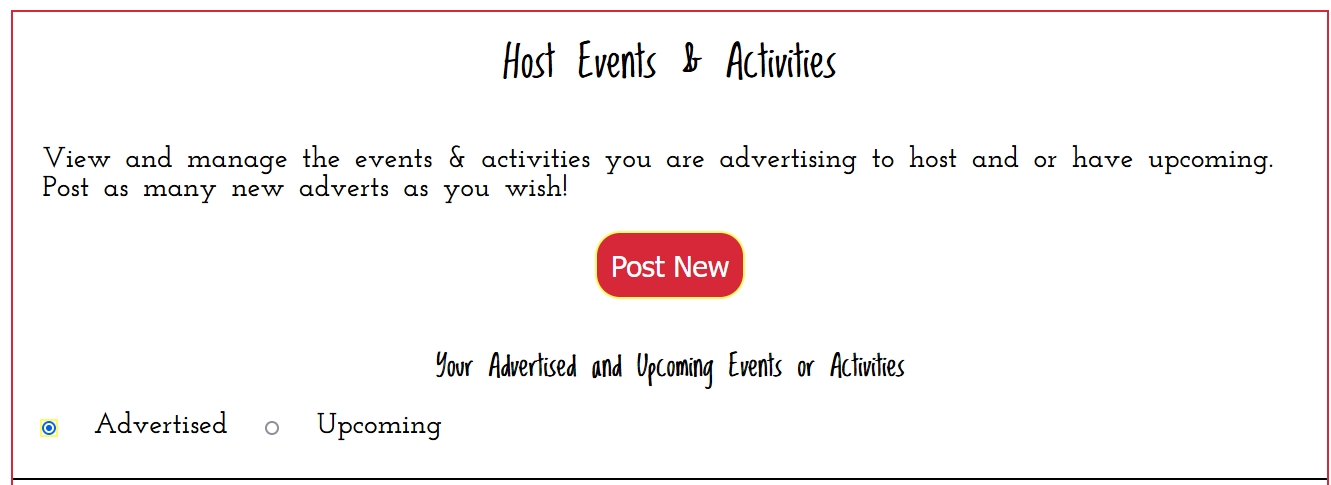 Host Events & Activities
View and manage the events & activities you are advertising to host and or have upcoming.
Post as many new adverts as you wish!
Post New
Your Advertised and Upcoming Events or Activities
Advertised Upcoming